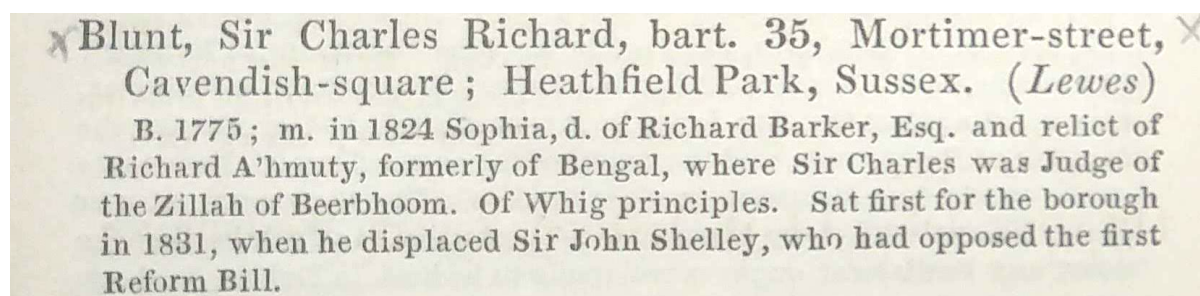 Blunt, Sir Charles Richard, bart. 35, Mortimer-street,
Cavendish-square; Heathfield Park, Sussex. (Lewes)
B. 1775; m. in 1824 Sophia, d. of Richard Barker, Esq. and relict of
Richard A'hmuty, formerly of Bengal, where Sir Charles was Judge of
the Zillah of Beerbhoom. Of Whig principles. Sat first for the borough
in 1831, when he displaced Sir John Shelley, who had opposed the first
Reform Bill.